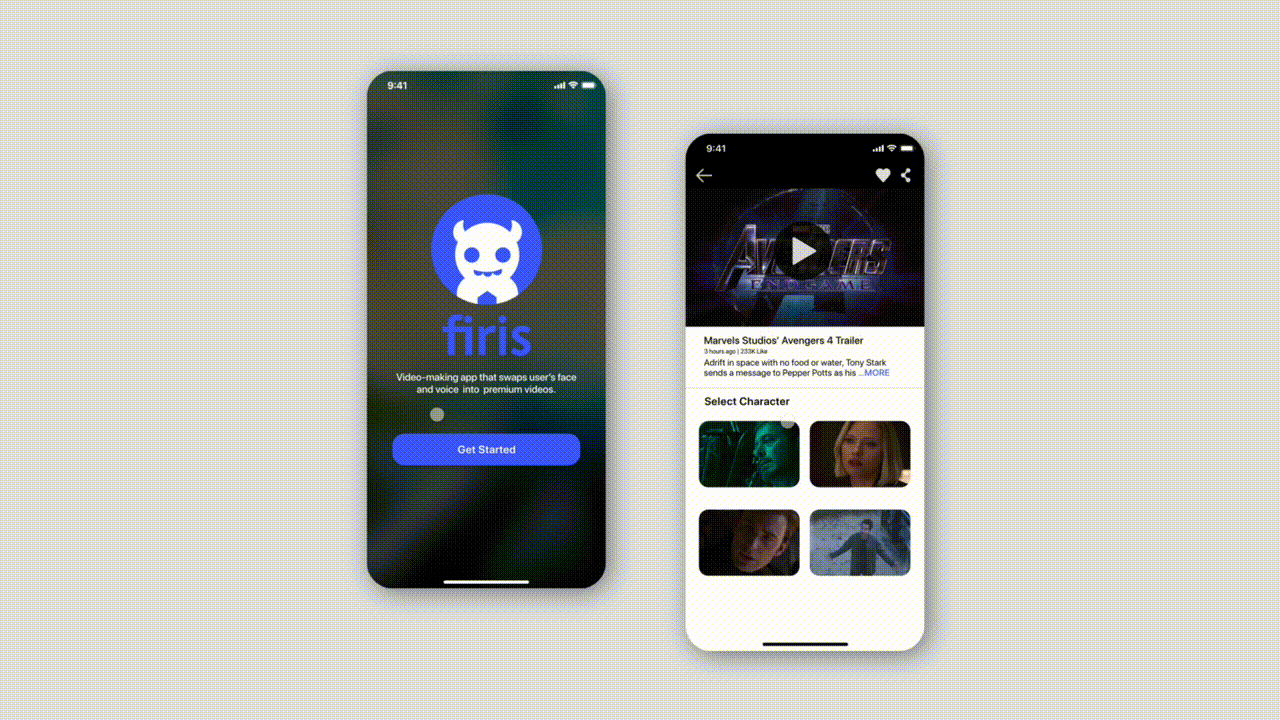 9:41
firis
Video-making app that swaps user's face
and voice into premium videos.
Get Started
9:41
AVENGERS
ENDGAME
Marvels Studios' Avengers 4 Trailer
3 hours ago | 233K Like
Adrift in space with no food or water, Tony Stark
sends a message to Pepper Potts as his ...MORE
Select Character